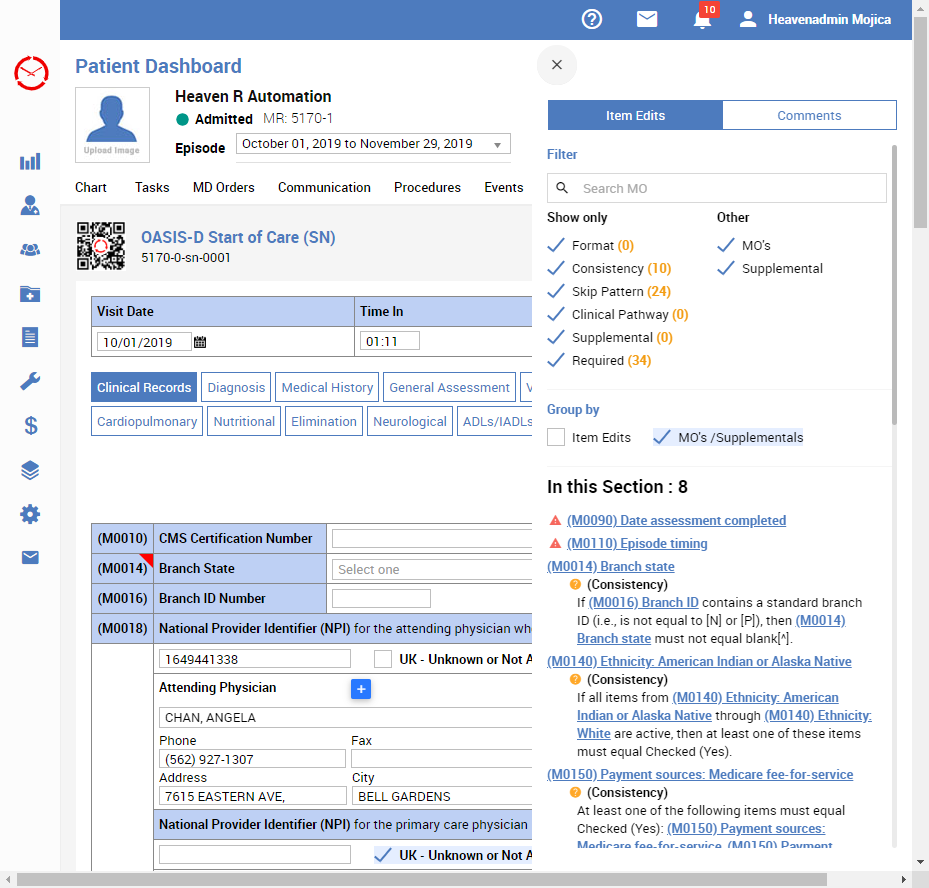 10
Heavenadmin Mojica
Patient Dashboard
Upload Image
Heaven R Automation
Admitted MR: 5170-1
Episode October 01, 2019 to November 29, 2019
Chart Tasks MD Orders Communication Procedures Events
OASIS-D Start of Care (SN)
5170-0-sn-0001
Visit Date Time In
10/01/2019 01:11
Clinical Records Diagnosis Medical History General Assessment V
Cardiopulmonary Nutritional Elimination Neurological ADLs/IADLs
(M0010) CMS Certification Number
(M0014) Branch State Select one
(M0016) Branch ID Number
(M0018) National Provider Identifier (NPI) for the attending physician wh
1649441338 UK - Unknown or Not A
Attending Physician +
CHAN, ANGELA
Phone Fax
(562) 927-1307
Address City
7615 EASTERN AVE, BELL GARDENS
National Provider Identifier (NPI) for the primary care physician
UK - Unknown or Not A
Item Edits Comments
Filter
Search MO
Show only Other
Format (0) MO's
Consistency (10) Supplemental
Skip Pattern (24)
Clinical Pathway (0)
Supplemental (0)
Required (34)
Group by
Item Edits MO's /Supplementals
In this Section : 8
(M0090) Date assessment completed
(M0110) Episode timing
(M0014) Branch state
(Consistency)
If (M0016) Branch ID contains a standard branch
ID (i.e., is not equal to [N] or [P]), then (M0014)
Branch state must not equal blank[^].
(M0140) Ethnicity: American Indian or Alaska Native
(Consistency)
If all items from (M0140) Ethnicity: American
Indian or Alaska Native through (M0140) Ethnicity:
White are active, then at least one of these items
must equal Checked (Yes).
(M0150) Payment sources: Medicare fee-for-service
(Consistency)
At least one of the following items must equal
Checked (Yes): (M0150) Payment sources:
Medicare fee-for-service, (M0150) Payment